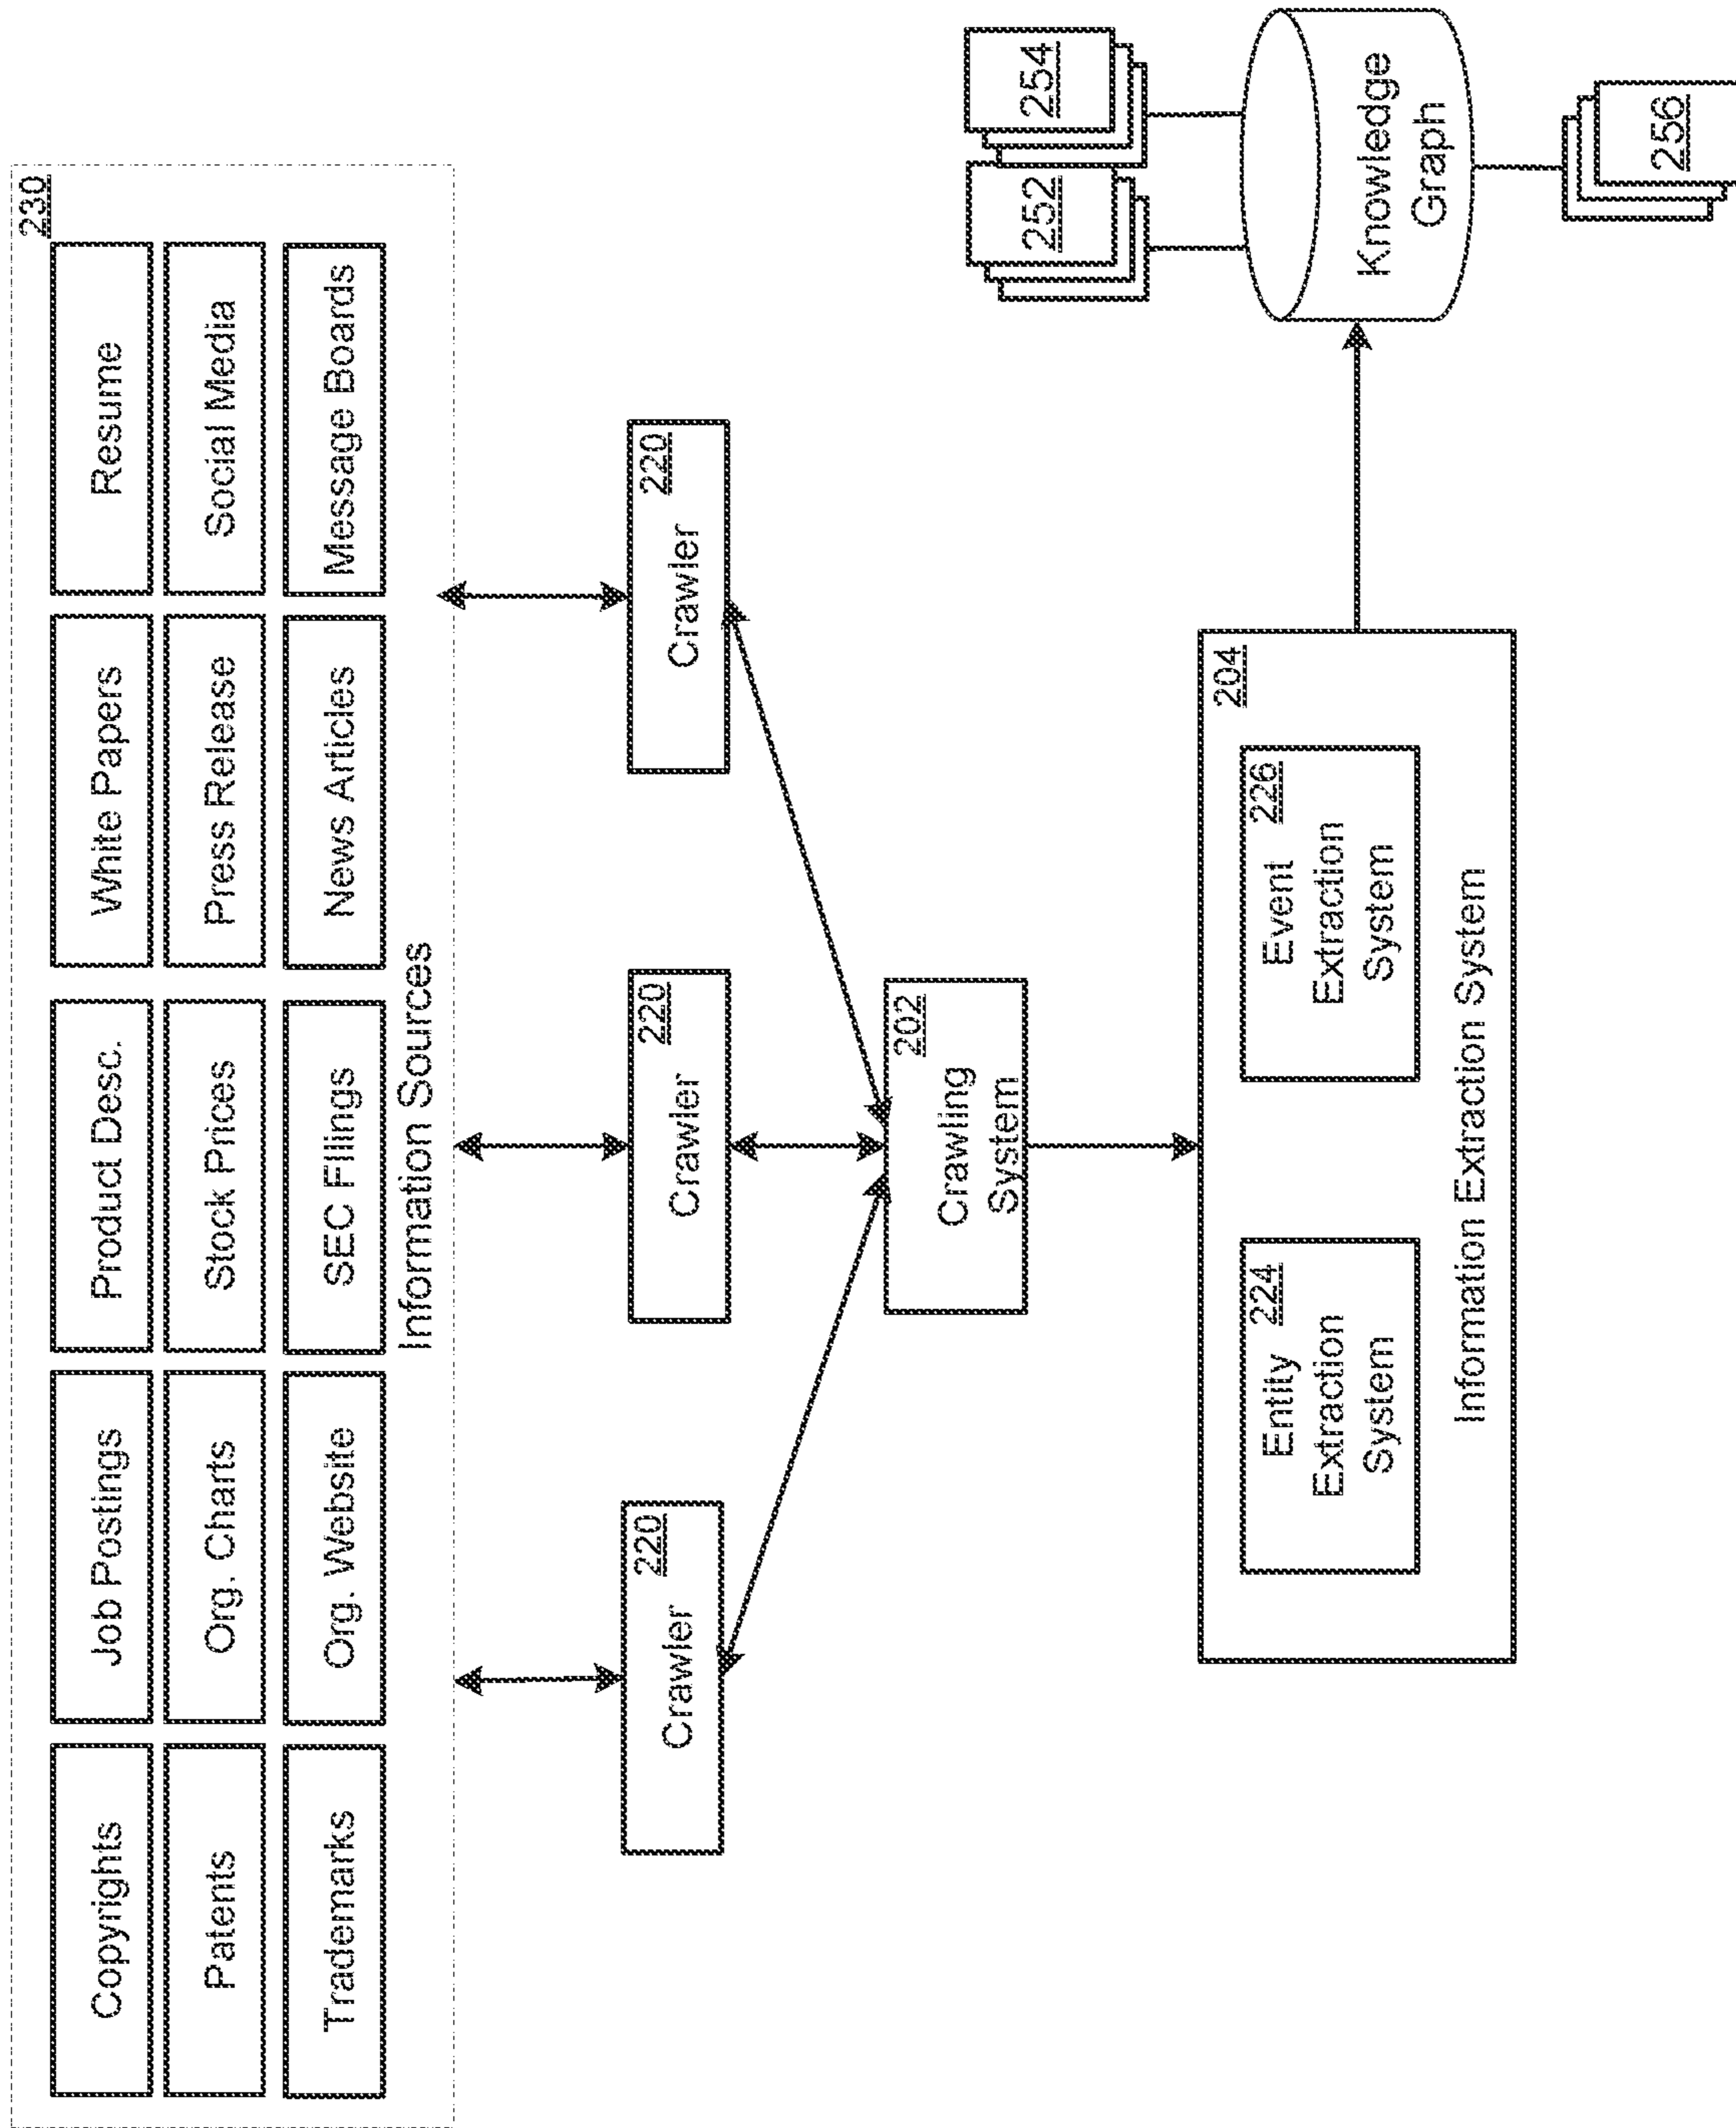 230
Copyrights
Job Postings
Product Desc.
White Papers
Resume
Patents
Org. Charts
Stock Prices
Press Release
Social Media
Trademarks
Org. Website
SEC FIlings
News Articles
Message Boards
Information Sources
220
Crawler
220
Crawler
220
Crawler
202
Crawling
System
204
Entity 224
Extraction
System
Event 226
Extraction
System
Information Extraction System
252
254
Knowledge
Graph
256